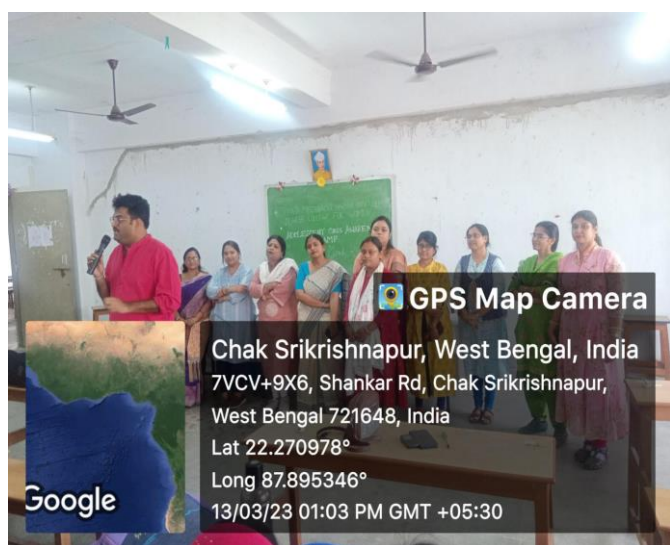 GPS Map Camera
Chak Srikrishnapur, West Bengal, India
7VCV+9X6, Shankar Rd, Chak Srikrishnapur,
West Bengal 721648, India
Lat 22.270978°
Long 87.895346°
13/03/23 01:03 PM GMT +05:30
Google